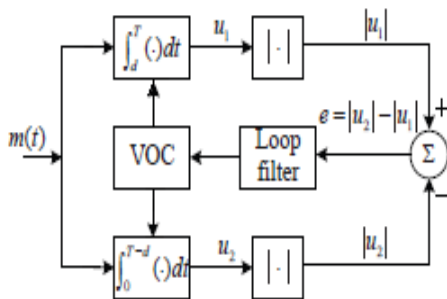 ∫_d^T (·)dt
u₁
|·|
|u₁|
+
e=|u₂|−|u₁|
m(t)
VOC
Loop
filter
Σ
−
∫_0^{T−d} (·)dt
u₂
|·|
|u₂|